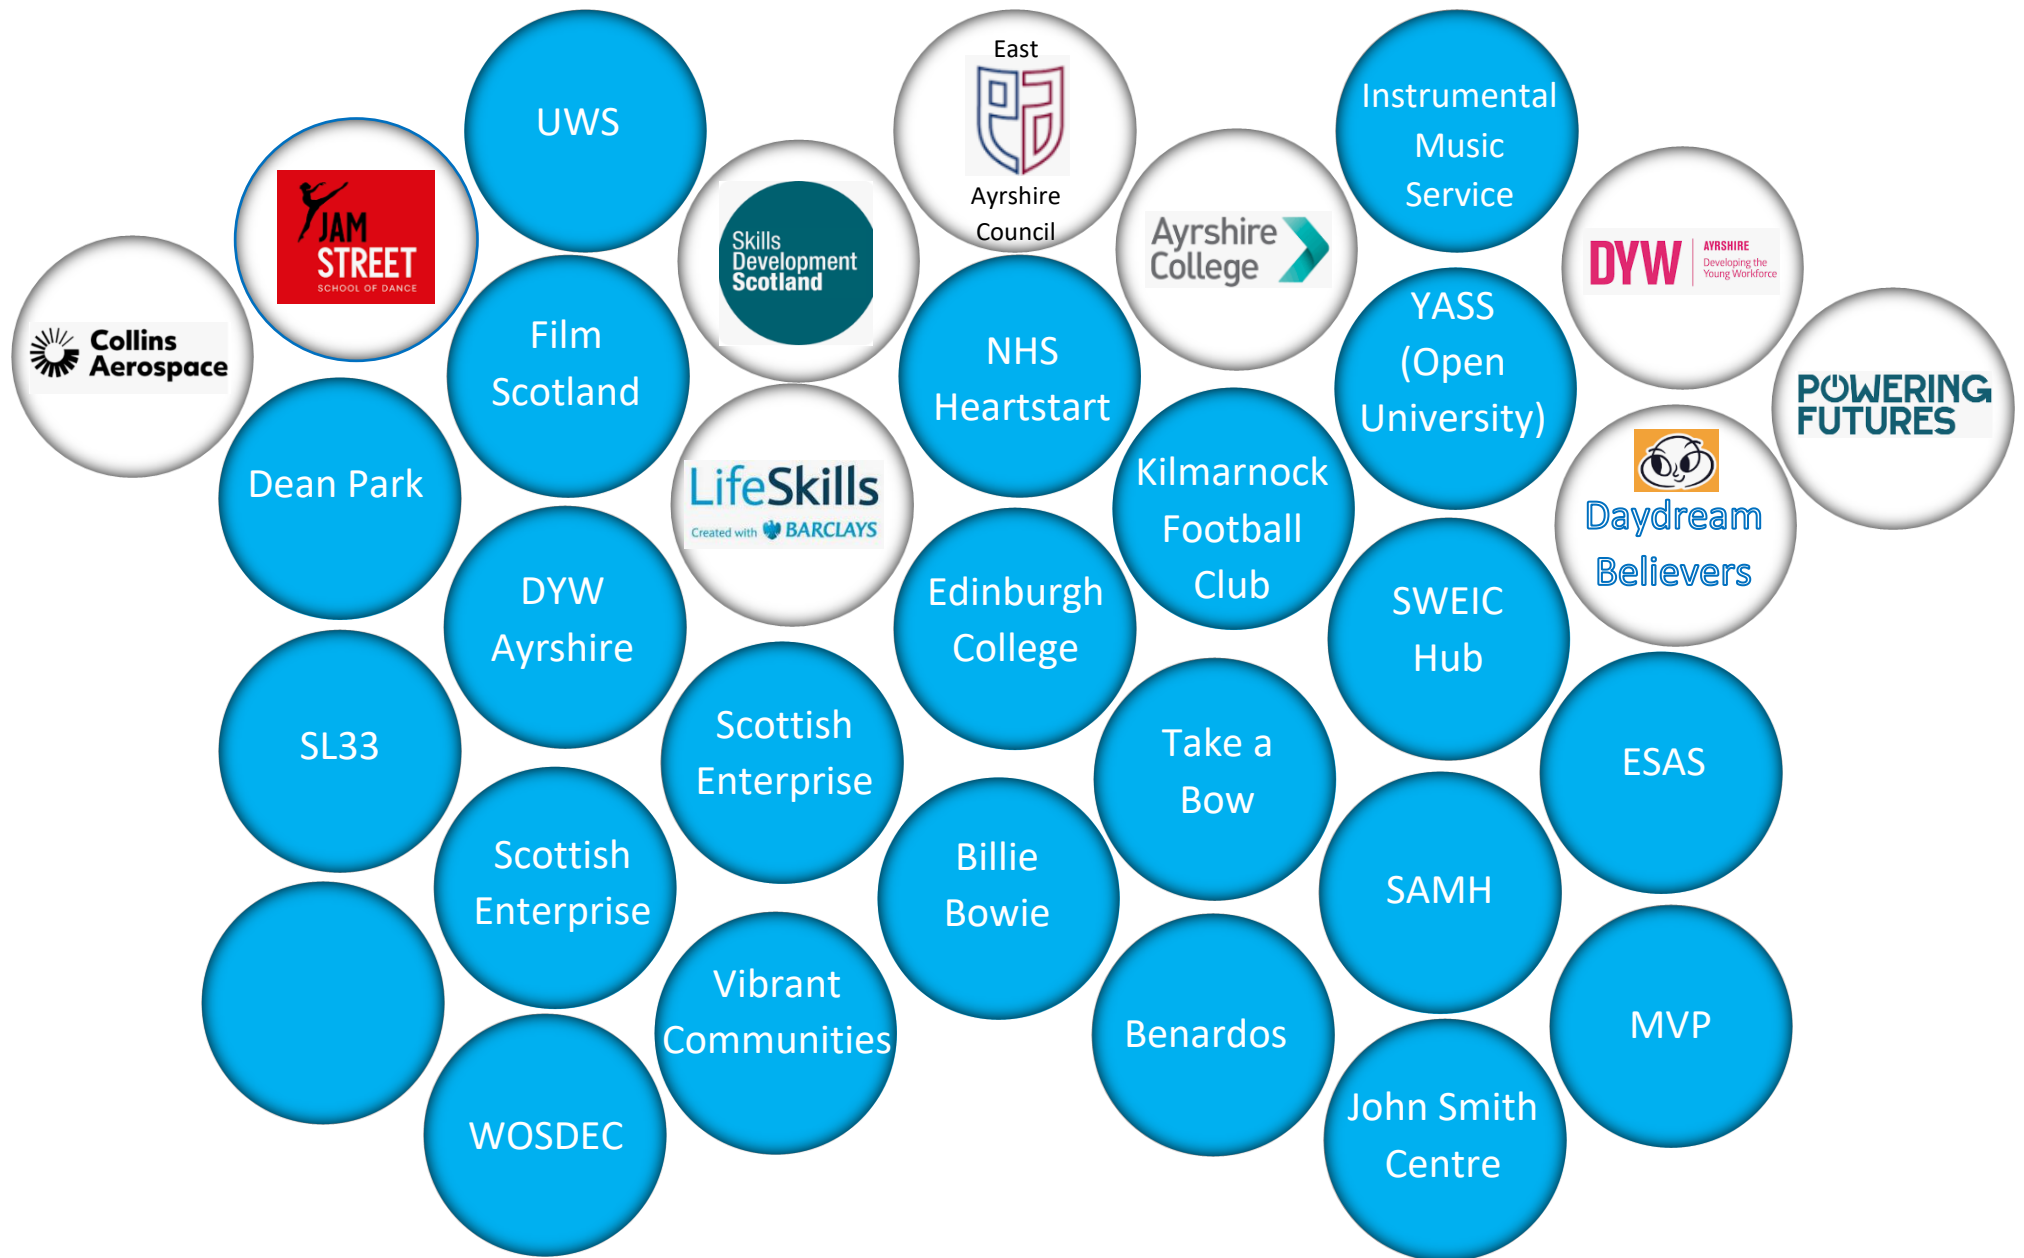 UWS
East
Ayrshire
Council
Instrumental
Music
Service
JAM
STREET
SCHOOL OF DANCE
Skills
Development
Scotland
Ayrshire
College
DYW
AYRSHIRE
Developing the
Young Workforce
Collins
Aerospace
Film
Scotland
NHS
Heartstart
YASS
(Open
University)
POWERING
FUTURES
Dean Park
LifeSkills
Created with BARCLAYS
Kilmarnock
Football
Club
Daydream
Believers
DYW
Ayrshire
Edinburgh
College
SWEIC
Hub
SL33
Scottish
Enterprise
Take a
Bow
ESAS
Scottish
Enterprise
Billie
Bowie
SAMH
Vibrant
Communities
Benardos
MVP
WOSDEC
John Smith
Centre